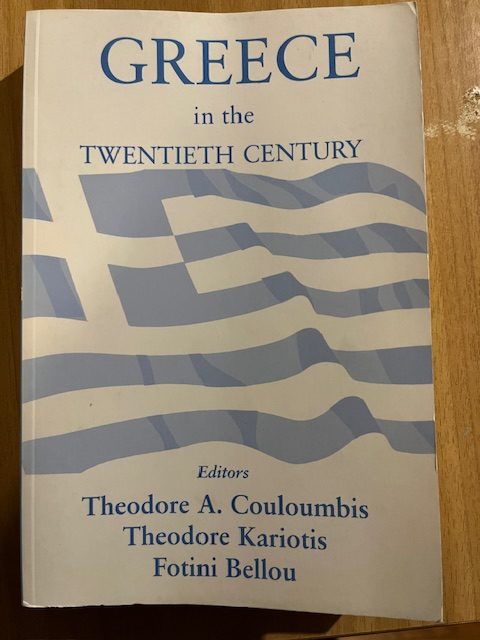 GREECE
in the
TWENTIETH CENTURY
Editors
Theodore A. Couloumbis
Theodore Kariotis
Fotini Bellou